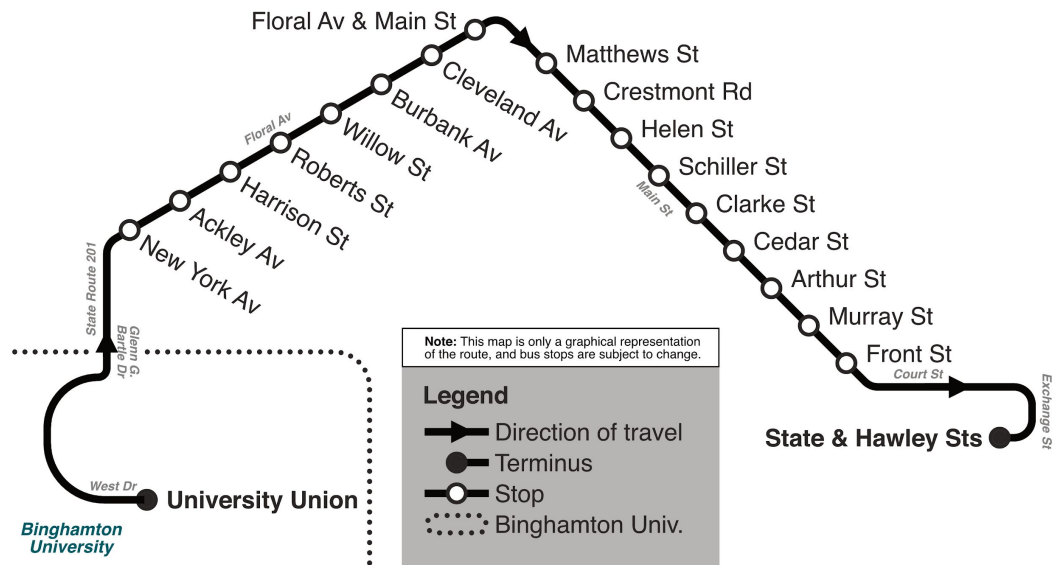 Floral Av & Main St
Cleveland Av
Burbank Av
Willow St
Roberts St
Harrison St
Ackley Av
New York Av
Floral Av
State Route 201
Glenn G.
Bartle Dr
West Dr
University Union
Binghamton
University
Matthews St
Crestmont Rd
Helen St
Schiller St
Main St
Clarke St
Cedar St
Arthur St
Murray St
Front St
Court St
Exchange St
State & Hawley Sts
Note: This map is only a graphical representation
of the route, and bus stops are subject to change.
Legend
Direction of travel
Terminus
Stop
Binghamton Univ.